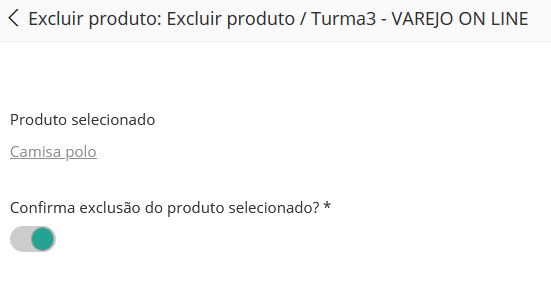 Excluir produto: Excluir produto / Turma3 - VAREJO ON LINE
Produto selecionado
Camisa polo
Confirma exclusão do produto selecionado? *